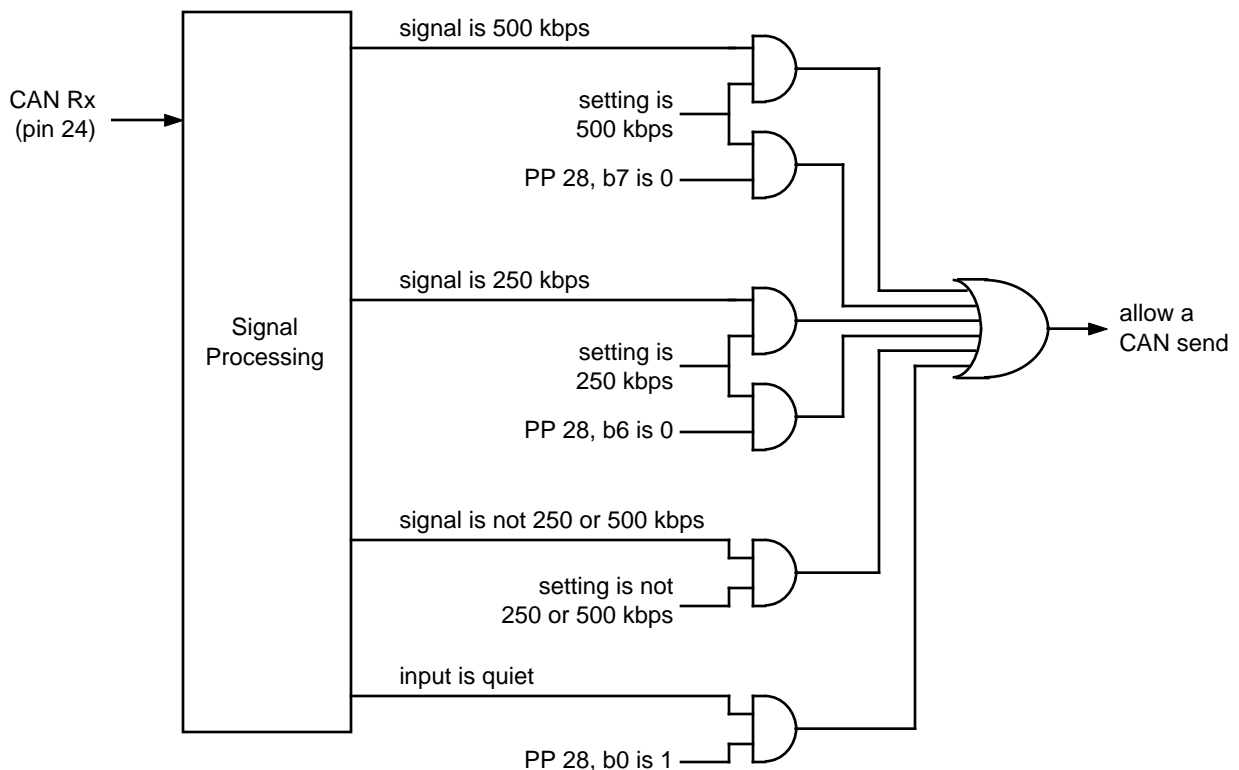 signal is 500 kbps
CAN Rx
(pin 24)
setting is
500 kbps
PP 28, b7 is 0
signal is 250 kbps
Signal
Processing
setting is
250 kbps
PP 28, b6 is 0
allow a
CAN send
signal is not 250 or 500 kbps
setting is not
250 or 500 kbps
input is quiet
PP 28, b0 is 1